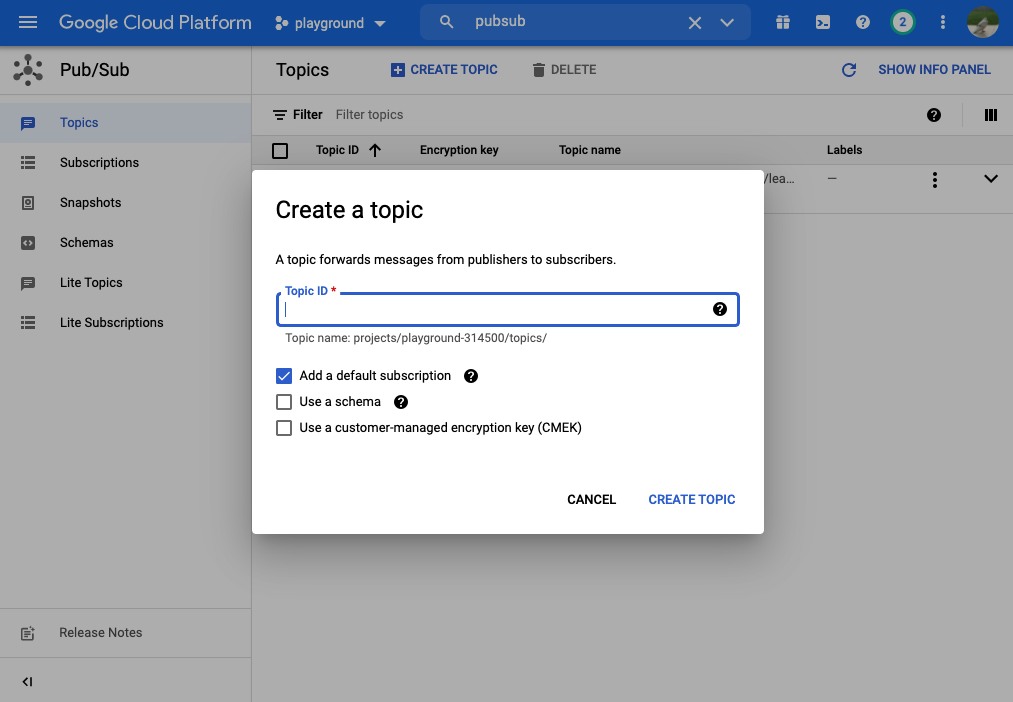 Google Cloud Platform playground pubsub 2
Pub/Sub Topics CREATE TOPIC DELETE SHOW INFO PANEL
Topics
Subscriptions
Snapshots
Schemas
Lite Topics
Lite Subscriptions
Release Notes
Filter Filter topics
Topic ID Encryption key Topic name Labels
/lea... —
Create a topic
A topic forwards messages from publishers to subscribers.
Topic ID *
Topic name: projects/playground-314500/topics/
Add a default subscription
Use a schema
Use a customer-managed encryption key (CMEK)
CANCEL CREATE TOPIC